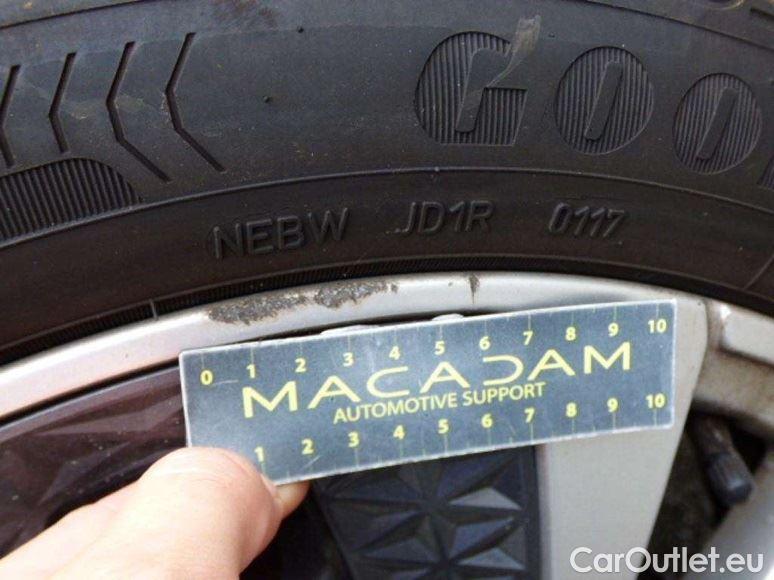 GOO
NEBW JD1R 0117
0 1 2 3 4 5 6 7 8 9 10
MACADAM
AUTOMOTIVE SUPPORT
1 2 3 4 5 6 7 8 9 10
CarOutlet.eu